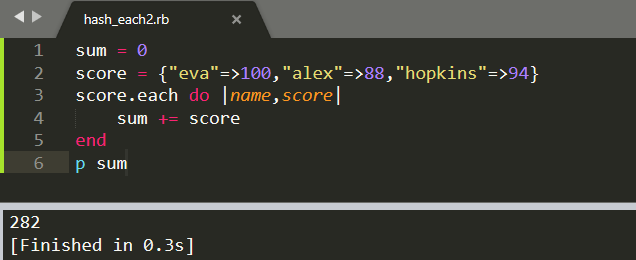 hash_each2.rb
1 sum = 0
2 score = {"eva"=>100,"alex"=>88,"hopkins"=>94}
3 score.each do |name,score|
4     sum += score
5 end
6 p sum
282
[Finished in 0.3s]